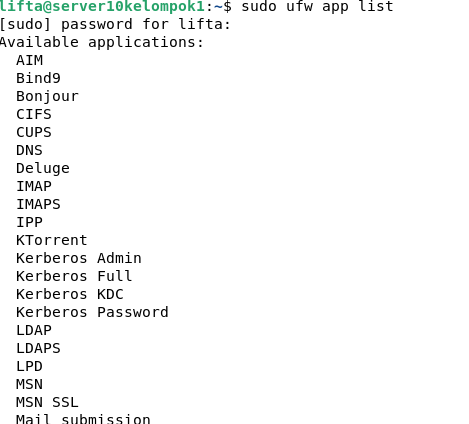 lifta@server10kelompok1:~$ sudo ufw app list
[sudo] password for lifta:
Available applications:
  AIM
  Bind9
  Bonjour
  CIFS
  CUPS
  DNS
  Deluge
  IMAP
  IMAPS
  IPP
  KTorrent
  Kerberos Admin
  Kerberos Full
  Kerberos KDC
  Kerberos Password
  LDAP
  LDAPS
  LPD
  MSN
  MSN SSL
  Mail submission